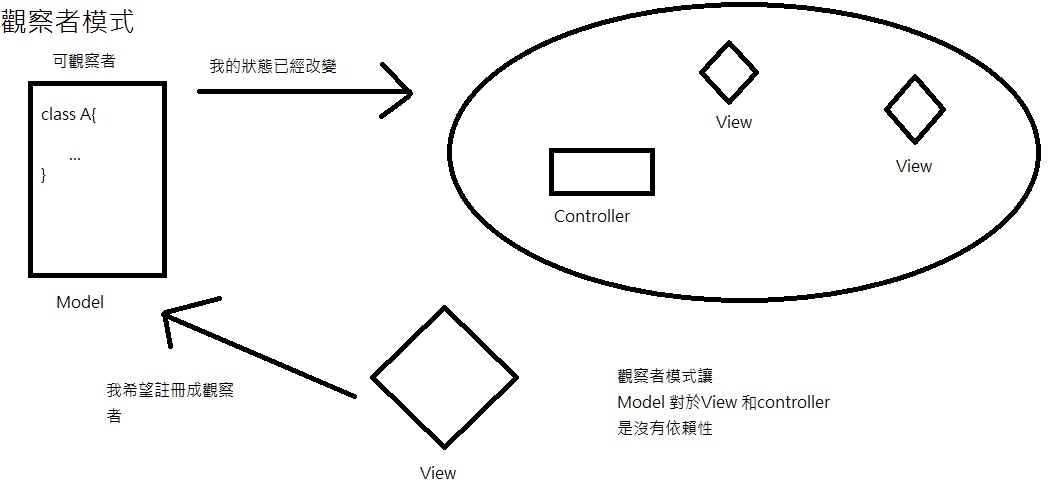 觀察者模式
可觀察者
我的狀態已經改變
class A{
...
}
View
View
Controller
Model
我希望註冊成觀察
者
View
觀察者模式讓
Model 對於View 和controller
是沒有依賴性